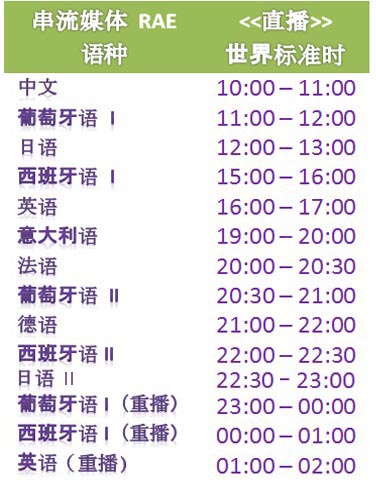 串流媒体 RAE <<直播>>
语种 世界标准时
中文 10:00 – 11:00
葡萄牙语 I 11:00 – 12:00
日语 12:00 – 13:00
西班牙语 I 15:00 – 16:00
英语 16:00 – 17:00
意大利语 19:00 – 20:00
法语 20:00 – 20:30
葡萄牙语 II 20:30 – 21:00
德语 21:00 – 22:00
西班牙语 II 22:00 – 22:30
日语 II 22:30 - 23:00
葡萄牙语 I（重播） 23:00 – 00:00
西班牙语 I（重播） 00:00 – 01:00
英语（重播） 01:00 – 02:00